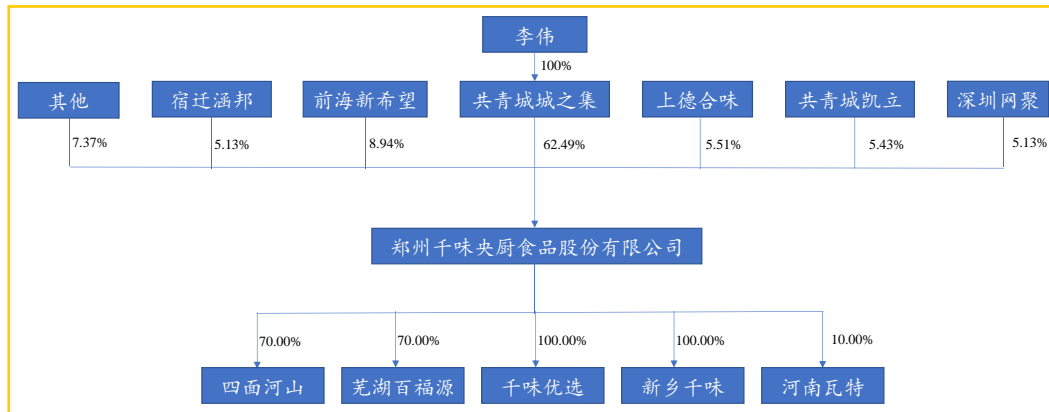 李伟
100%
其他
宿迁涵邦
前海新希望
共青城城之集
上德合味
共青城凯立
深圳网聚
7.37%
5.13%
8.94%
62.49%
5.51%
5.43%
5.13%
郑州千味央厨食品股份有限公司
70.00%
70.00%
100.00%
100.00%
10.00%
四面河山
芜湖百福源
千味优选
新乡千味
河南瓦特